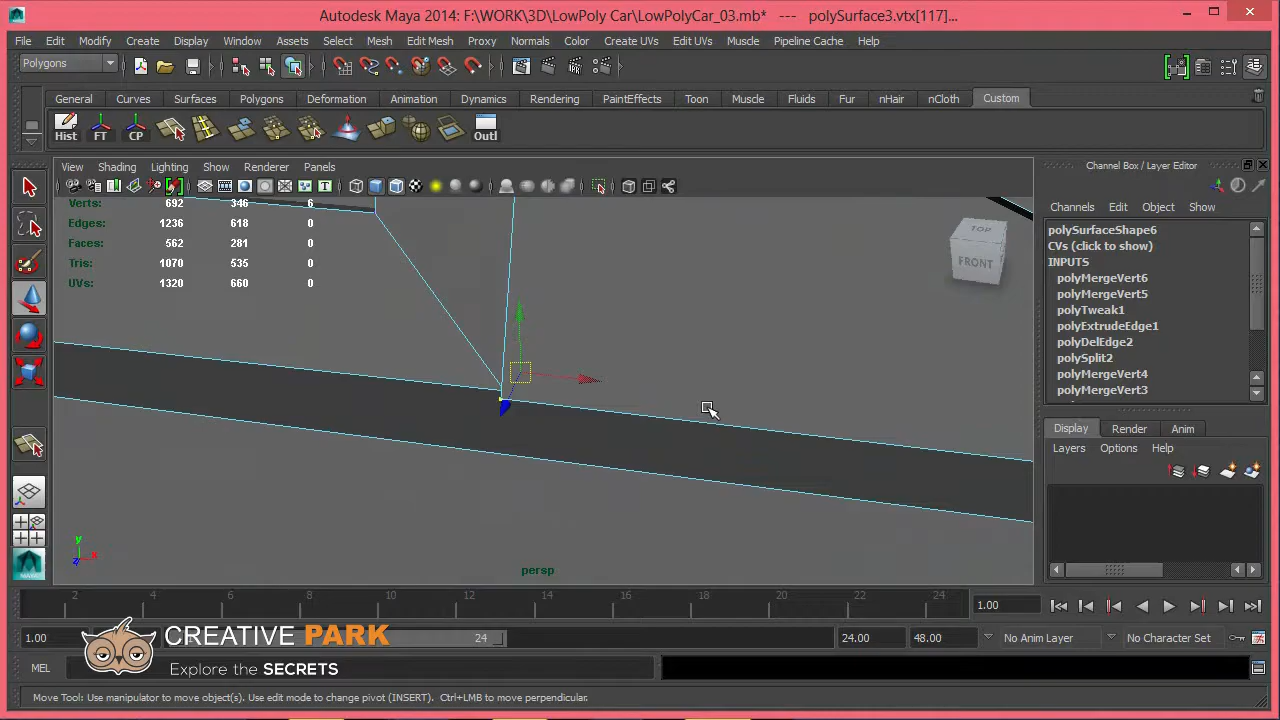 Autodesk Maya 2014: F:\WORK\3D\LowPoly Car\LowPolyCar_03.mb* --- polySurface3.vtx[117]...
File Edit Modify Create Display Window Assets Select Mesh Edit Mesh Proxy Normals Color Create UVs Edit UVs Muscle Pipeline Cache Help
Polygons
General Curves Surfaces Polygons Deformation Animation Dynamics Rendering PaintEffects Toon Muscle Fluids Fur nHair nCloth Custom
Hist FT CP Outl
View Shading Lighting Show Renderer Panels
Channel Box / Layer Editor
Verts: 692 346 6
Edges: 1236 618 0
Faces: 562 281 0
Tris: 1070 535 0
UVs: 1320 660 0
TOP
FRONT
Channels Edit Object Show
polySurfaceShape6
CVs (click to show)
INPUTS
polyMergeVert6
polyMergeVert5
polyTweak1
polyExtrudeEdge1
polyDelEdge2
polySplit2
polyMergeVert4
polyMergeVert3
Display Render Anim
Layers Options Help
y
z x
persp
2 4 6 8 10 12 14 16 18 20 22 24
1.00
1.00 24 24.00 48.00 No Anim Layer No Character Set
CREATIVE PARK
Explore the SECRETS
MEL
Move Tool: Use manipulator to move object(s). Use edit mode to change pivot (INSERT). Ctrl+LMB to move perpendicular.